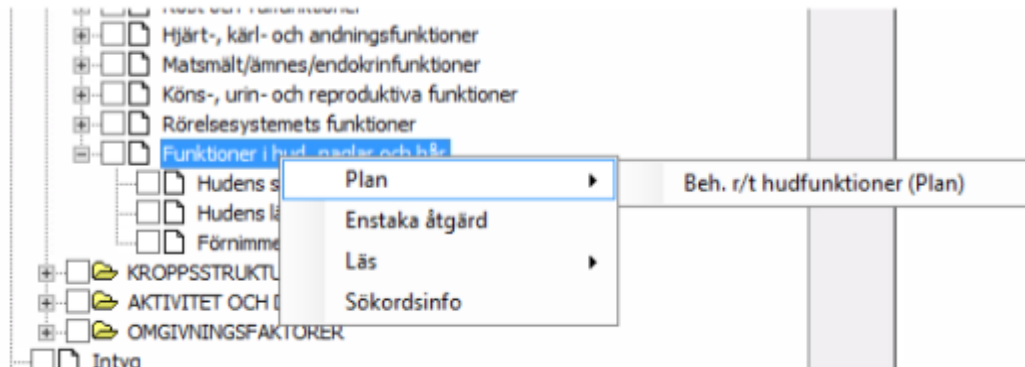 Hjärt-, kärl- och andningsfunktioner
Matsmält/ämnes/endokrinfunktioner
Köns-, urin- och reproduktiva funktioner
Rörelsesystemets funktioner
Funktioner i hud, naglar och hår
Plan
Beh. r/t hudfunktioner (Plan)
Hudens s
Enstaka åtgärd
Hudens lä
Förnimme
Läs
KROPPSSTRUKTU
Sökordsinfo
AKTIVITET OCH D
OMGIVNINGSFAKTORER
Intyg